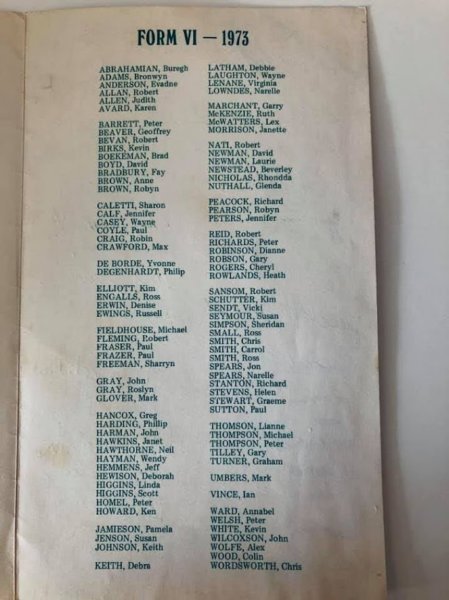 FORM VI — 1973
ABRAHAMIAN, Buregh
ADAMS, Bronwyn
ANDERSON, Evadne
ALLAN, Robert
ALLEN, Judith
AVARD, Karen
BARRETT, Peter
BEAVER, Geoffrey
BEVAN, Robert
BIRKS, Kevin
BOEKEMAN, Brad
BOYD, David
BRADBURY, Fay
BROWN, Anne
BROWN, Robyn
CALETTI, Sharon
CALF, Jennifer
CASEY, Wayne
COYLE, Paul
CRAIG, Robin
CRAWFORD, Max
DE BORDE, Yvonne
DEGENHARDT, Philip
ELLIOTT, Kim
ENGALLS, Ross
ERWIN, Denise
EWINGS, Russell
FIELDHOUSE, Michael
FLEMING, Robert
FRASER, Paul
FRAZER, Paul
FREEMAN, Sharryn
GRAY, John
GRAY, Roslyn
GLOVER, Mark
HANCOX, Greg
HARDING, Phillip
HARMAN, John
HAWKINS, Janet
HAWTHORNE, Neil
HAYMAN, Wendy
HEMMENS, Jeff
HEWISON, Deborah
HIGGINS, Linda
HIGGINS, Scott
HOMEL, Peter
HOWARD, Ken
JAMIESON, Pamela
JENSON, Susan
JOHNSON, Keith
KEITH, Debra
LATHAM, Debbie
LAUGHTON, Wayne
LENANE, Virginia
LOWNDES, Narelle
MARCHANT, Garry
McKENZIE, Ruth
McWATTERS, Lex
MORRISON, Janette
NATI, Robert
NEWMAN, David
NEWMAN, Laurie
NEWSTEAD, Beverley
NICHOLAS, Rhondda
NUTHALL, Glenda
PEACOCK, Richard
PEARSON, Robyn
PETERS, Jennifer
REID, Robert
RICHARDS, Peter
ROBINSON, Dianne
ROBSON, Gary
ROGERS, Cheryl
ROWLANDS, Heath
SANSOM, Robert
SCHUTTER, Kim
SENDT, Vicki
SEYMOUR, Susan
SIMPSON, Sheridan
SMALL, Ross
SMITH, Chris
SMITH, Carrol
SMITH, Ross
SPEARS, Jon
SPEARS, Narelle
STANTON, Richard
STEVENS, Helen
STEWART, Graeme
SUTTON, Paul
THOMSON, Lianne
THOMPSON, Michael
THOMPSON, Peter
TILLEY, Gary
TURNER, Graham
UMBERS, Mark
VINCE, Ian
WARD, Annabel
WELSH, Peter
WHITE, Kevin
WILCOXSON, John
WOLFE, Alex
WOOD, Colin
WORDSWORTH, Chris